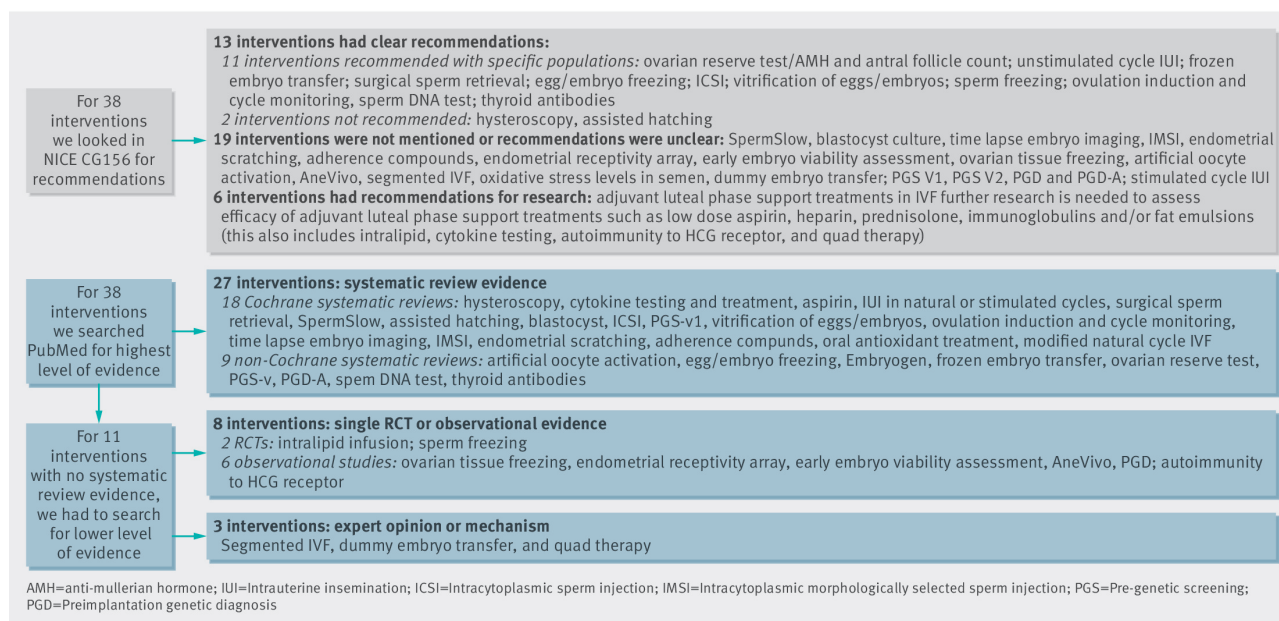 For 38
interventions
we looked in
NICE CG156 for
recommendations
13 interventions had clear recommendations:
11 interventions recommended with specific populations: ovarian reserve test/AMH and antral follicle count; unstimulated cycle IUI; frozen
embryo transfer; surgical sperm retrieval; egg/embryo freezing; ICSI; vitrification of eggs/embryos; sperm freezing; ovulation induction and
cycle monitoring, sperm DNA test; thyroid antibodies
2 interventions not recommended: hysteroscopy, assisted hatching
19 interventions were not mentioned or recommendations were unclear: SpermSlow, blastocyst culture, time lapse embryo imaging, IMSI, endometrial
scratching, adherence compounds, endometrial receptivity array, early embryo viability assessment, ovarian tissue freezing, artificial oocyte
activation, AneVivo, segmented IVF, oxidative stress levels in semen, dummy embryo transfer; PGS V1, PGS V2, PGD and PGD-A; stimulated cycle IUI
6 interventions had recommendations for research: adjuvant luteal phase support treatments in IVF further research is needed to assess
efficacy of adjuvant luteal phase support treatments such as low dose aspirin, heparin, prednisolone, immunoglobulins and/or fat emulsions
(this also includes intralipid, cytokine testing, autoimmunity to HCG receptor, and quad therapy)
For 38
interventions
we searched
PubMed for highest
level of evidence
27 interventions: systematic review evidence
18 Cochrane systematic reviews: hysteroscopy, cytokine testing and treatment, aspirin, IUI in natural or stimulated cycles, surgical sperm
retrieval, SpermSlow, assisted hatching, blastocyst, ICSI, PGS-v1, vitrification of eggs/embryos, ovulation induction and cycle monitoring,
time lapse embryo imaging, IMSI, endometrial scratching, adherence compunds, oral antioxidant treatment, modified natural cycle IVF
9 non-Cochrane systematic reviews: artificial oocyte activation, egg/embryo freezing, Embryogen, frozen embryo transfer, ovarian reserve test,
PGS-v, PGD-A, spem DNA test, thyroid antibodies
For 11
interventions
with no systematic
review evidence,
we had to search
for lower level
of evidence
8 interventions: single RCT or observational evidence
2 RCTs: intralipid infusion; sperm freezing
6 observational studies: ovarian tissue freezing, endometrial receptivity array, early embryo viability assessment, AneVivo, PGD; autoimmunity
to HCG receptor
3 interventions: expert opinion or mechanism
Segmented IVF, dummy embryo transfer, and quad therapy
AMH=anti-mullerian hormone; IUI=Intrauterine insemination; ICSI=Intracytoplasmic sperm injection; IMSI=Intracytoplasmic morphologically selected sperm injection; PGS=Pre-genetic screening;
PGD=Preimplantation genetic diagnosis